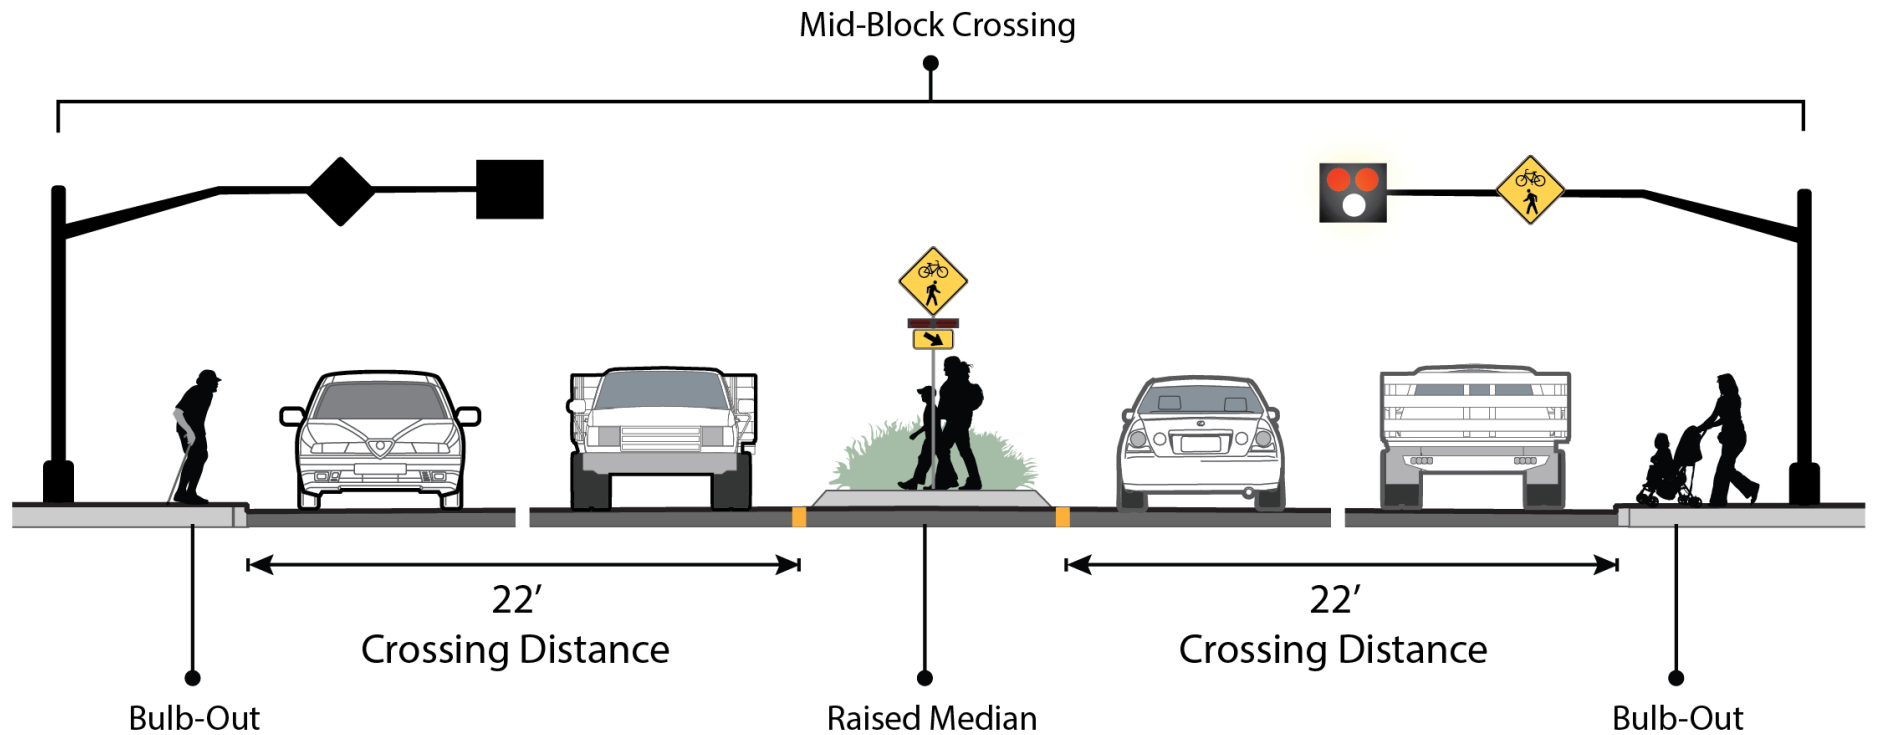 Mid-Block Crossing
22’
Crossing Distance
22’
Crossing Distance
Bulb-Out
Raised Median
Bulb-Out